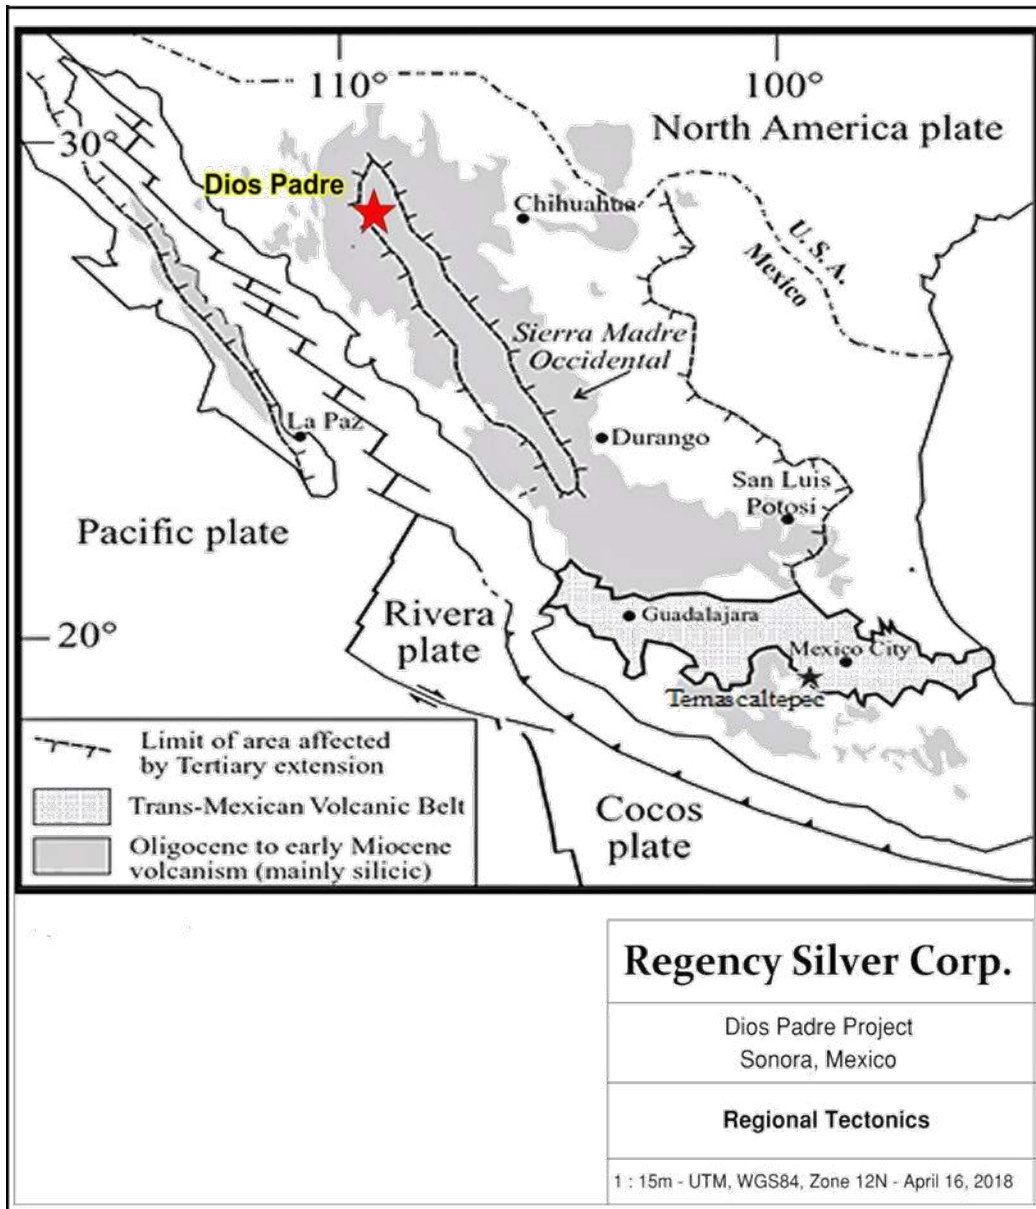 110°
100°
30°
North America plate
Dios Padre
Chihuahua
U. S. A.
Mexico
Sierra Madre
Occidental
La Paz
Durango
San Luis
Potosí
Pacific plate
Rivera
plate
Guadalajara
20°
Mexico City
Temascaltepec
Limit of area affected
by Tertiary extension
Trans-Mexican Volcanic Belt
Oligocene to early Miocene
volcanism (mainly silicic)
Cocos
plate
Regency Silver Corp.
Dios Padre Project
Sonora, Mexico
Regional Tectonics
1 : 15m - UTM, WGS84, Zone 12N - April 16, 2018